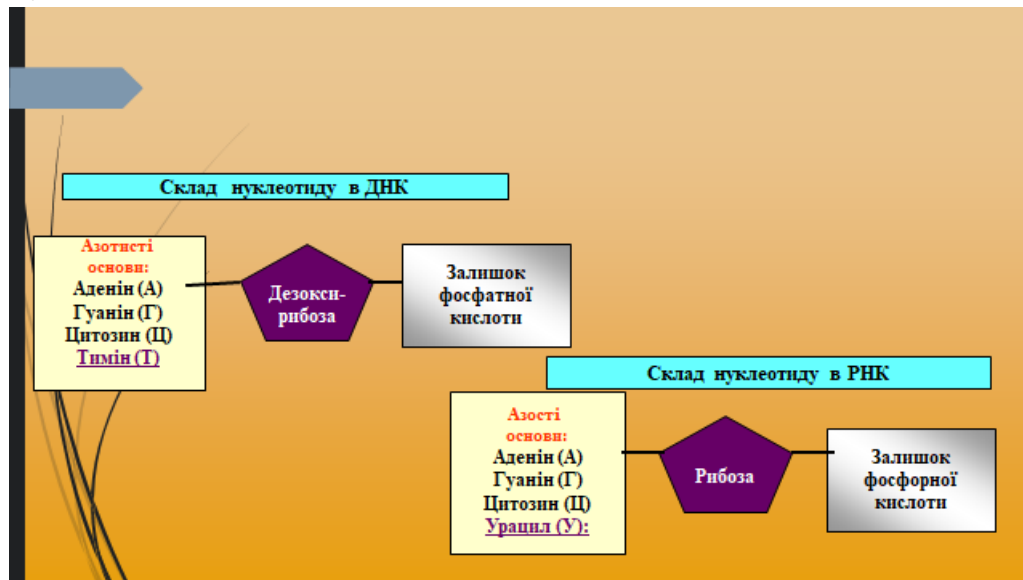 Склад нуклеотиду в ДНК
Азотисті
основи:
Аденін (А)
Гуанін (Г)
Цитозин (Ц)
Тимін (Т)
Дезокси-
рибоза
Залишок
фосфатної
кислоти
Склад нуклеотиду в РНК
Азості
основи:
Аденін (А)
Гуанін (Г)
Цитозин (Ц)
Урацил (У):
Рибоза
Залишок
фосфорної
кислоти